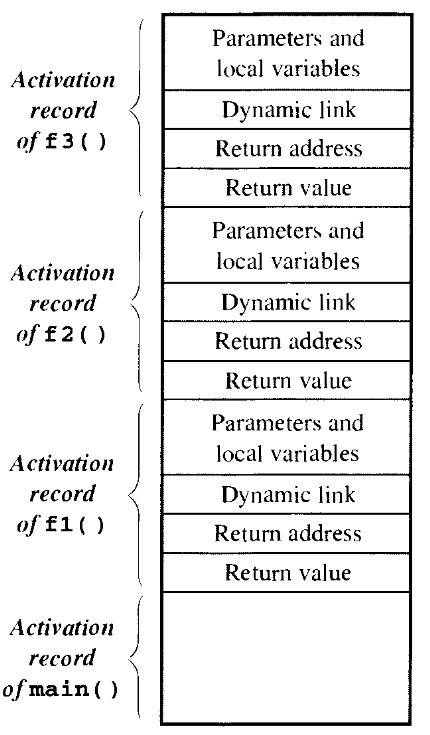 Activation
record
of f3()
Parameters and
local variables
Dynamic link
Return address
Return value
Activation
record
of f2()
Parameters and
local variables
Dynamic link
Return address
Return value
Activation
record
of f1()
Parameters and
local variables
Dynamic link
Return address
Return value
Activation
record
of main()